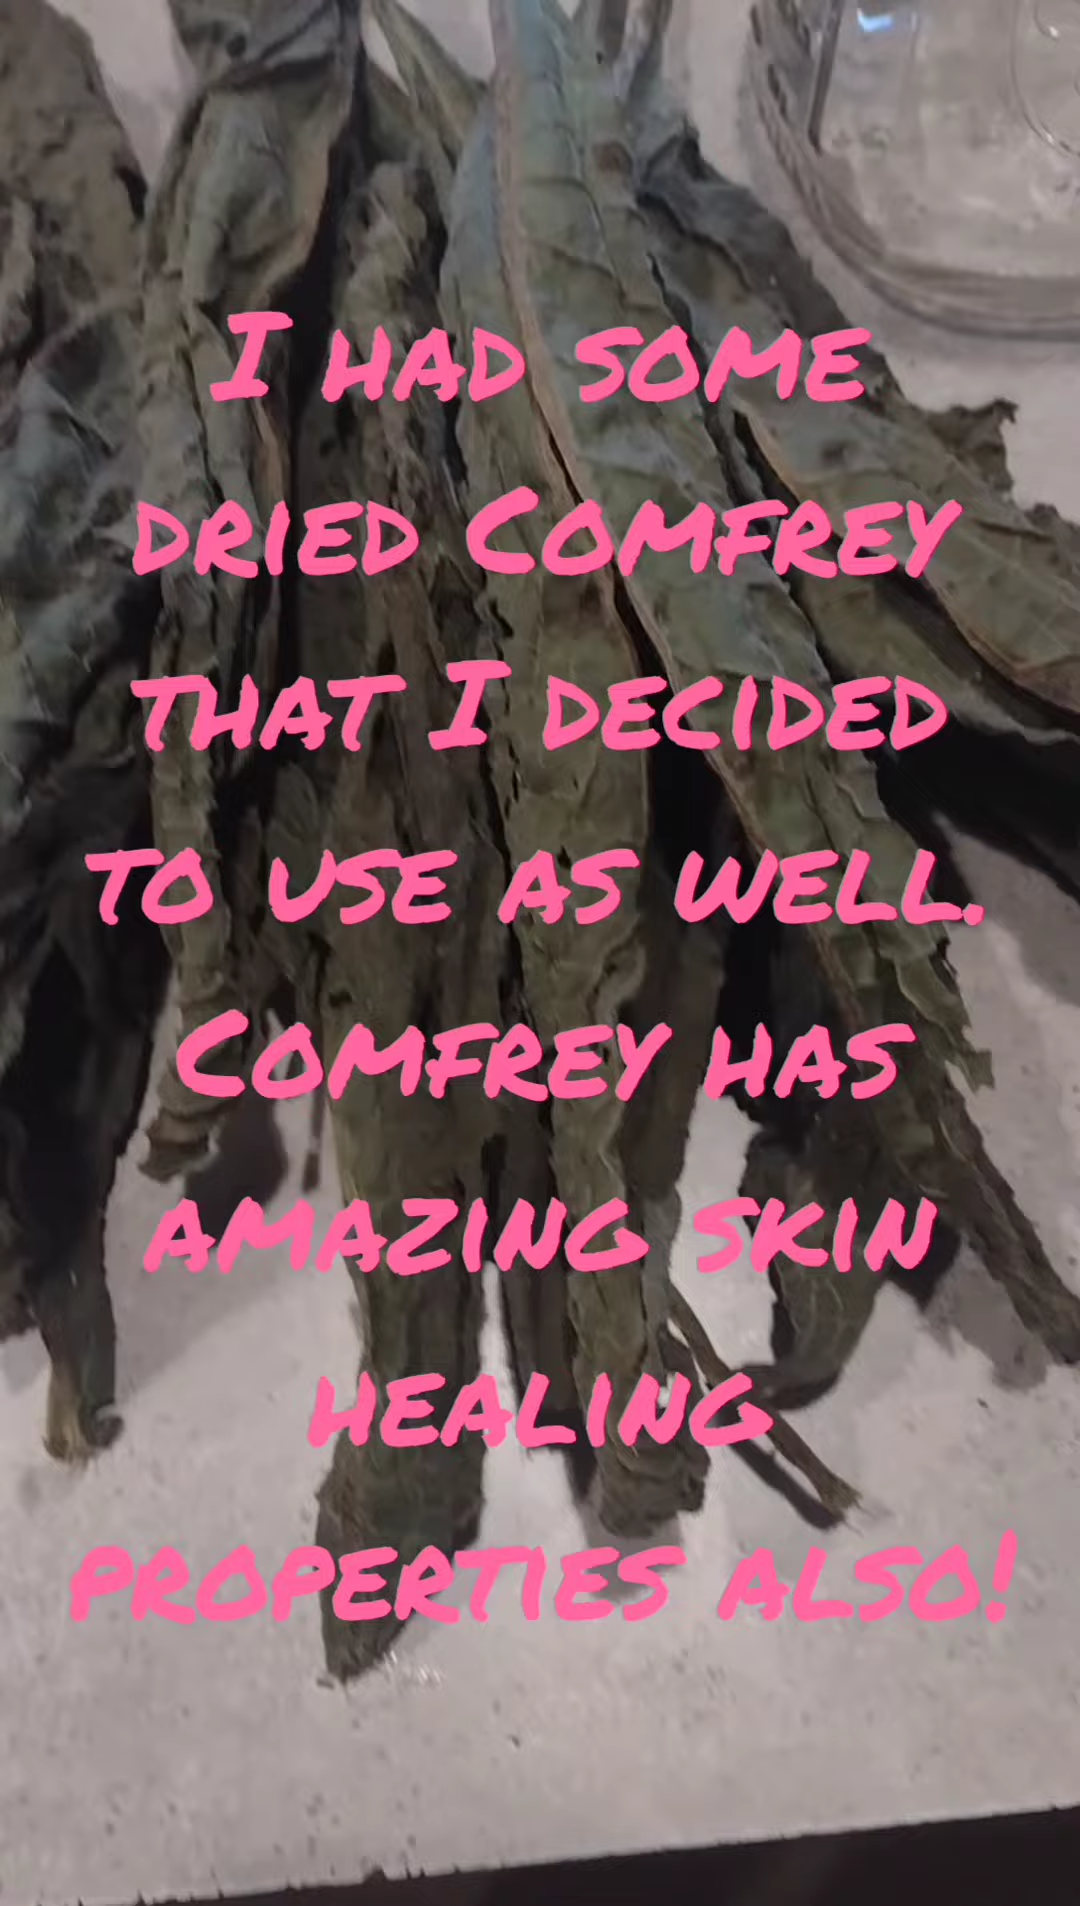 I had some
dried Comfrey
that I decided
to use as well.
Comfrey has
amazing skin
healing
properties also!